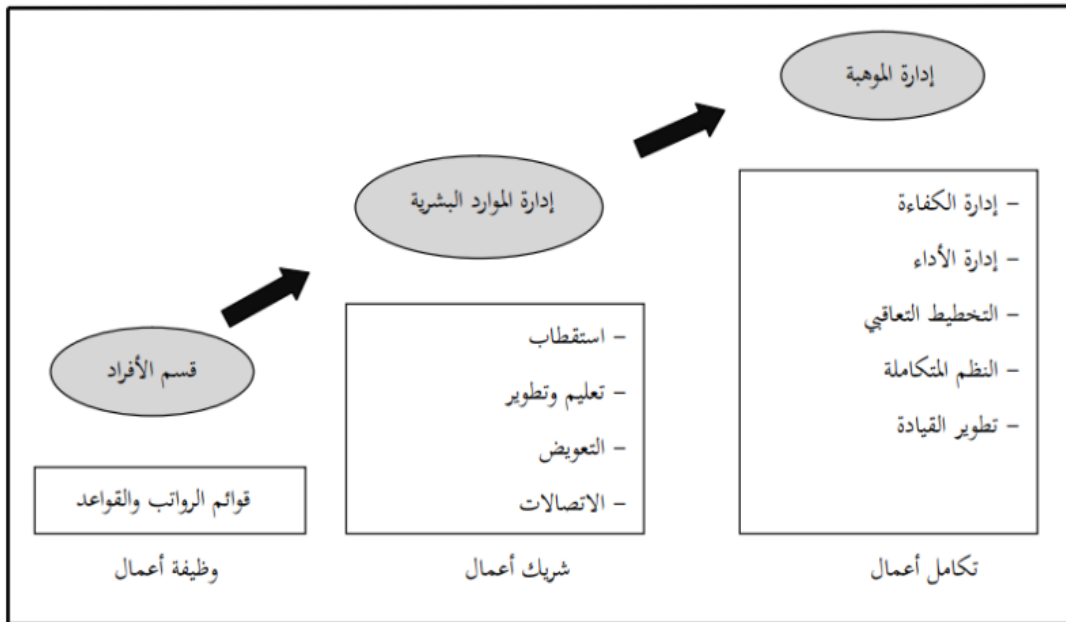 إدارة الموهبة
– إدارة الكفاءة
– إدارة الأداء
– التخطيط التعاقبي
– النظم المتكاملة
– تطوير القيادة
تكامل أعمال
إدارة الموارد البشرية
– استقطاب
– تعليم وتطوير
– التعويض
– الاتصالات
شريك أعمال
قسم الأفراد
قوائم الرواتب والقواعد
وظيفة أعمال